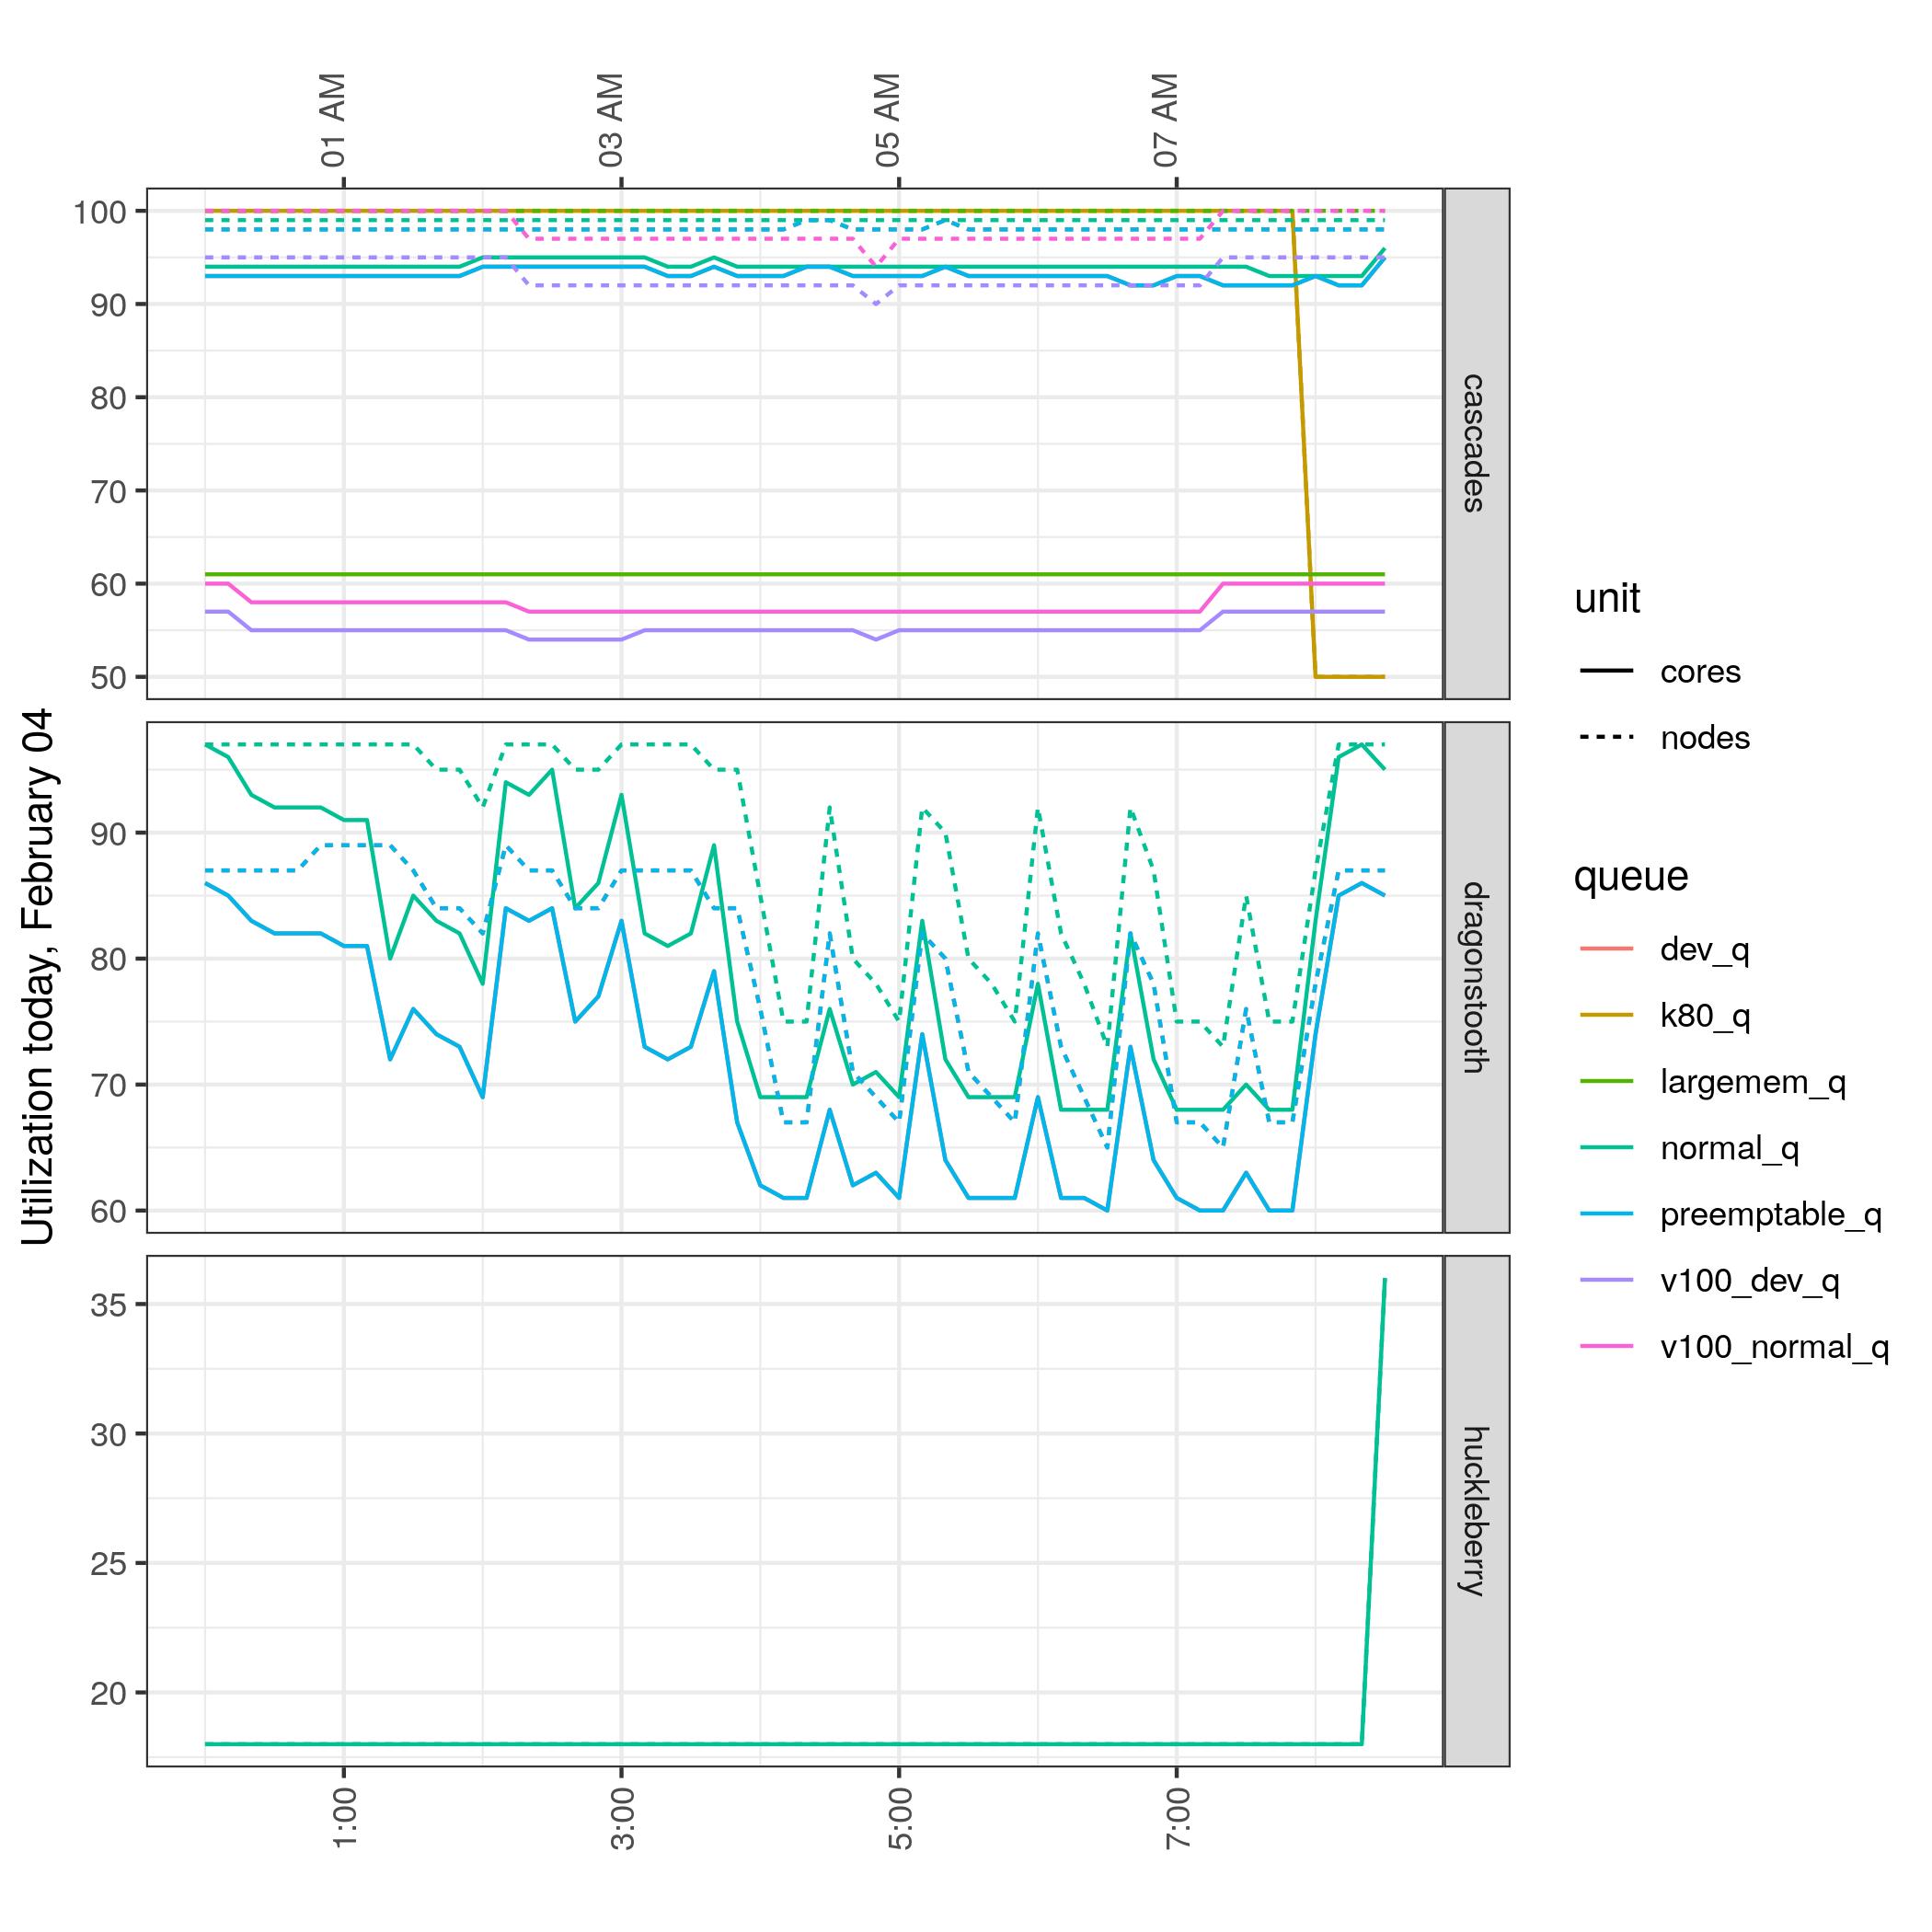 01 AM
03 AM
05 AM
07 AM
Utilization today, February 04
100
90
80
70
60
50
cascades
90
80
70
60
dragonstooth
35
30
25
20
huckleberry
1:00
3:00
5:00
7:00
unit
cores
nodes
queue
dev_q
k80_q
largemem_q
normal_q
preemptable_q
v100_dev_q
v100_normal_q